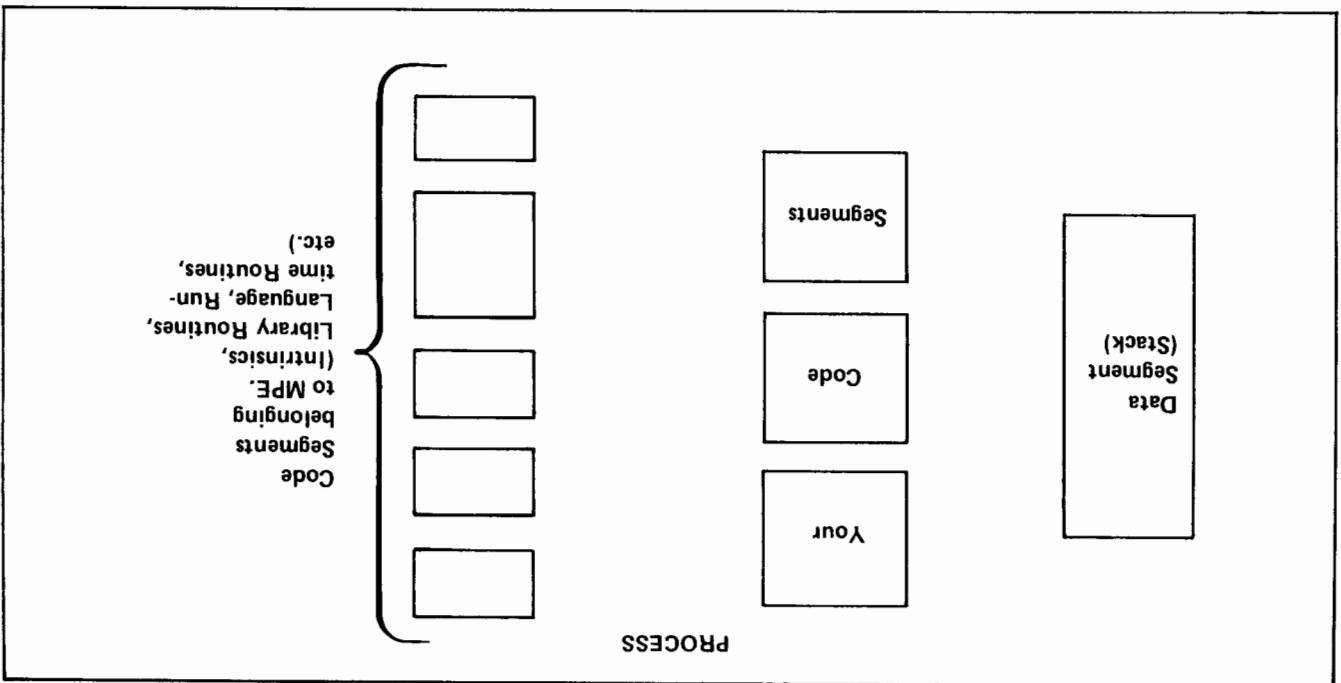 PROCESS
Data
Segment
(Stack)
Your
Code
Segments
Code
Segments
belonging
to MPE.
(Intrinsics,
Library Routines,
Language, Run-
time Routines,
etc.)